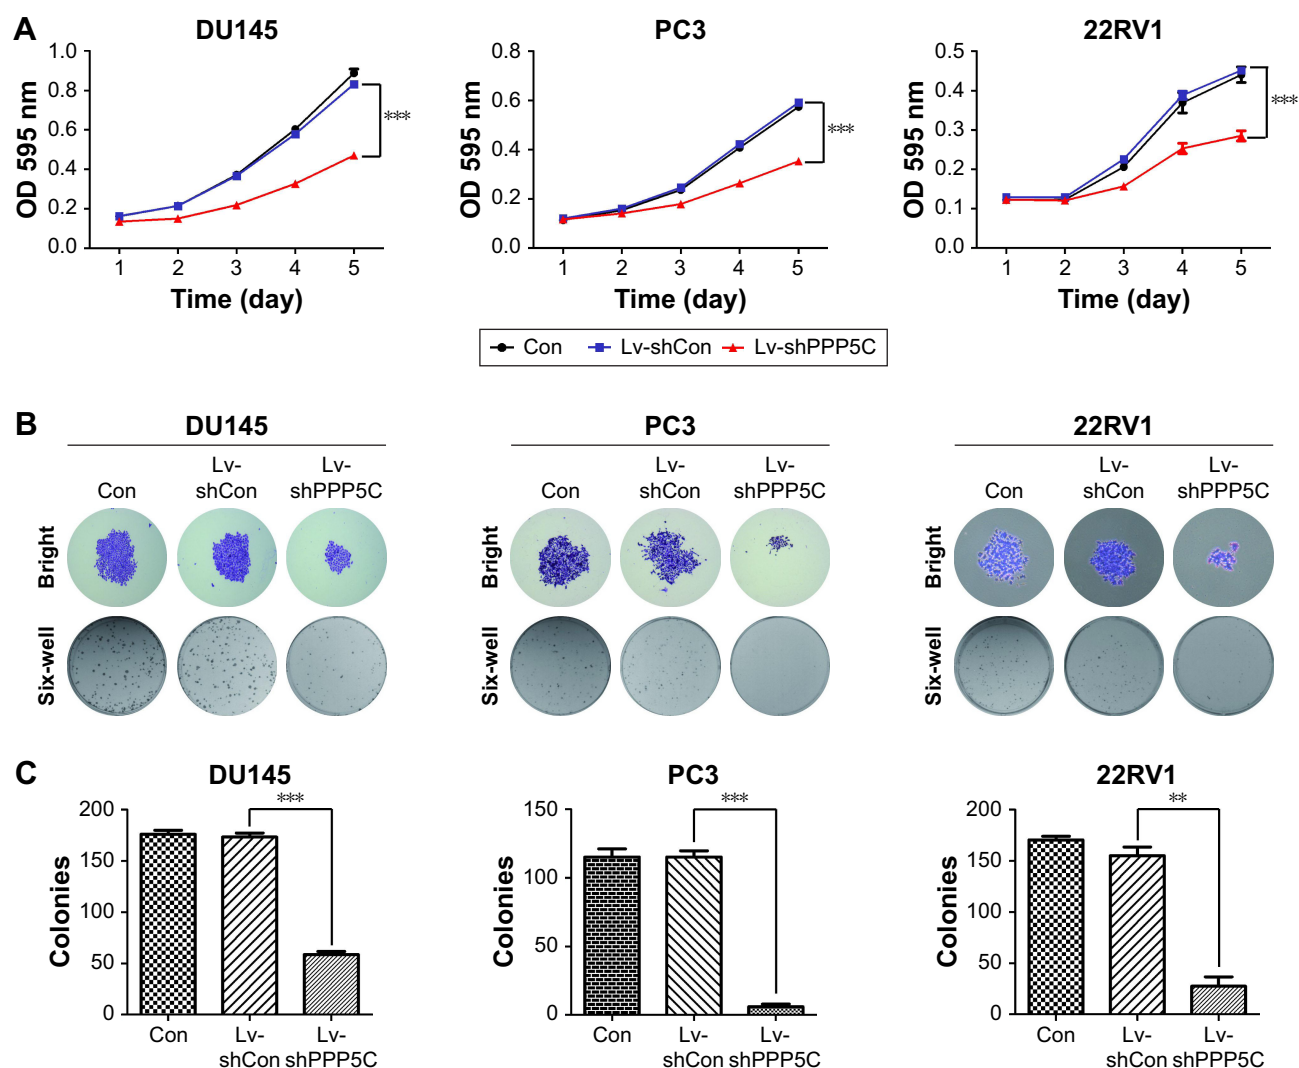 A
DU145
PC3
22RV1
OD 595 nm
1.0
0.8
0.6
0.4
0.2
0.0
1 2 3 4 5
Time (day)
***
OD 595 nm
0.8
0.6
0.4
0.2
0.0
1 2 3 4 5
Time (day)
***
OD 595 nm
0.5
0.4
0.3
0.2
0.1
0.0
1 2 3 4 5
Time (day)
***
Con Lv-shCon Lv-shPPP5C
B
DU145
PC3
22RV1
Con
Lv-
shCon
Lv-
shPPP5C
Bright
Six-well
Con
Lv-
shCon
Lv-
shPPP5C
Bright
Six-well
Con
Lv-
shCon
Lv-
shPPP5C
Bright
Six-well
C
DU145
PC3
22RV1
Colonies
200
150
100
50
0
***
Con
Lv-
shCon
Lv-
shPPP5C
Colonies
150
100
50
0
***
Con
Lv-
shCon
Lv-
shPPP5C
Colonies
200
150
100
50
0
**
Con
Lv-
shCon
Lv-
shPPP5C